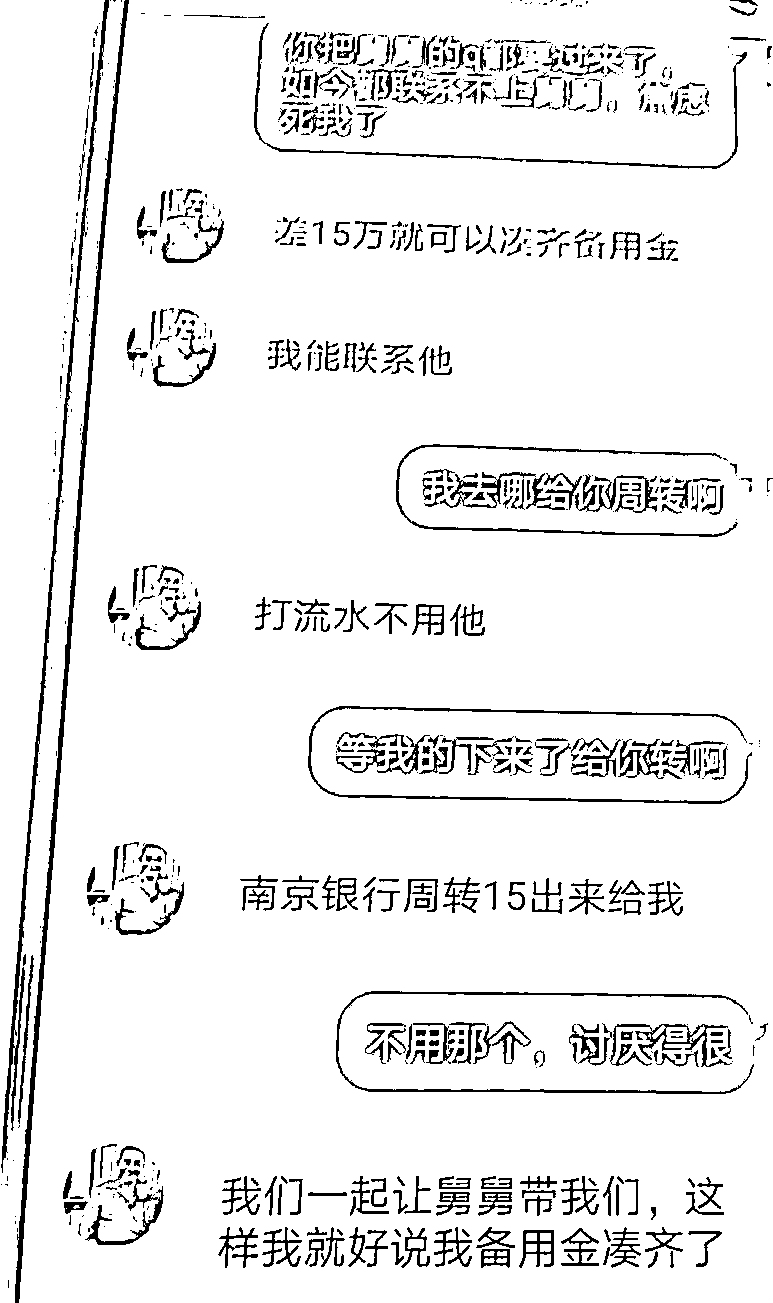 你把舅舅的q都要过来了，
如今都联系不上舅舅。焦虑
死我了
差15万就可以凑齐备用金
我能联系他
我去哪给你周转啊
打流水不用他
等我的下来了给你转啊
南京银行周转15出来给我
不用那个。讨厌得很
我们一起让舅舅带我们，这
样我就好说我备用金凑齐了